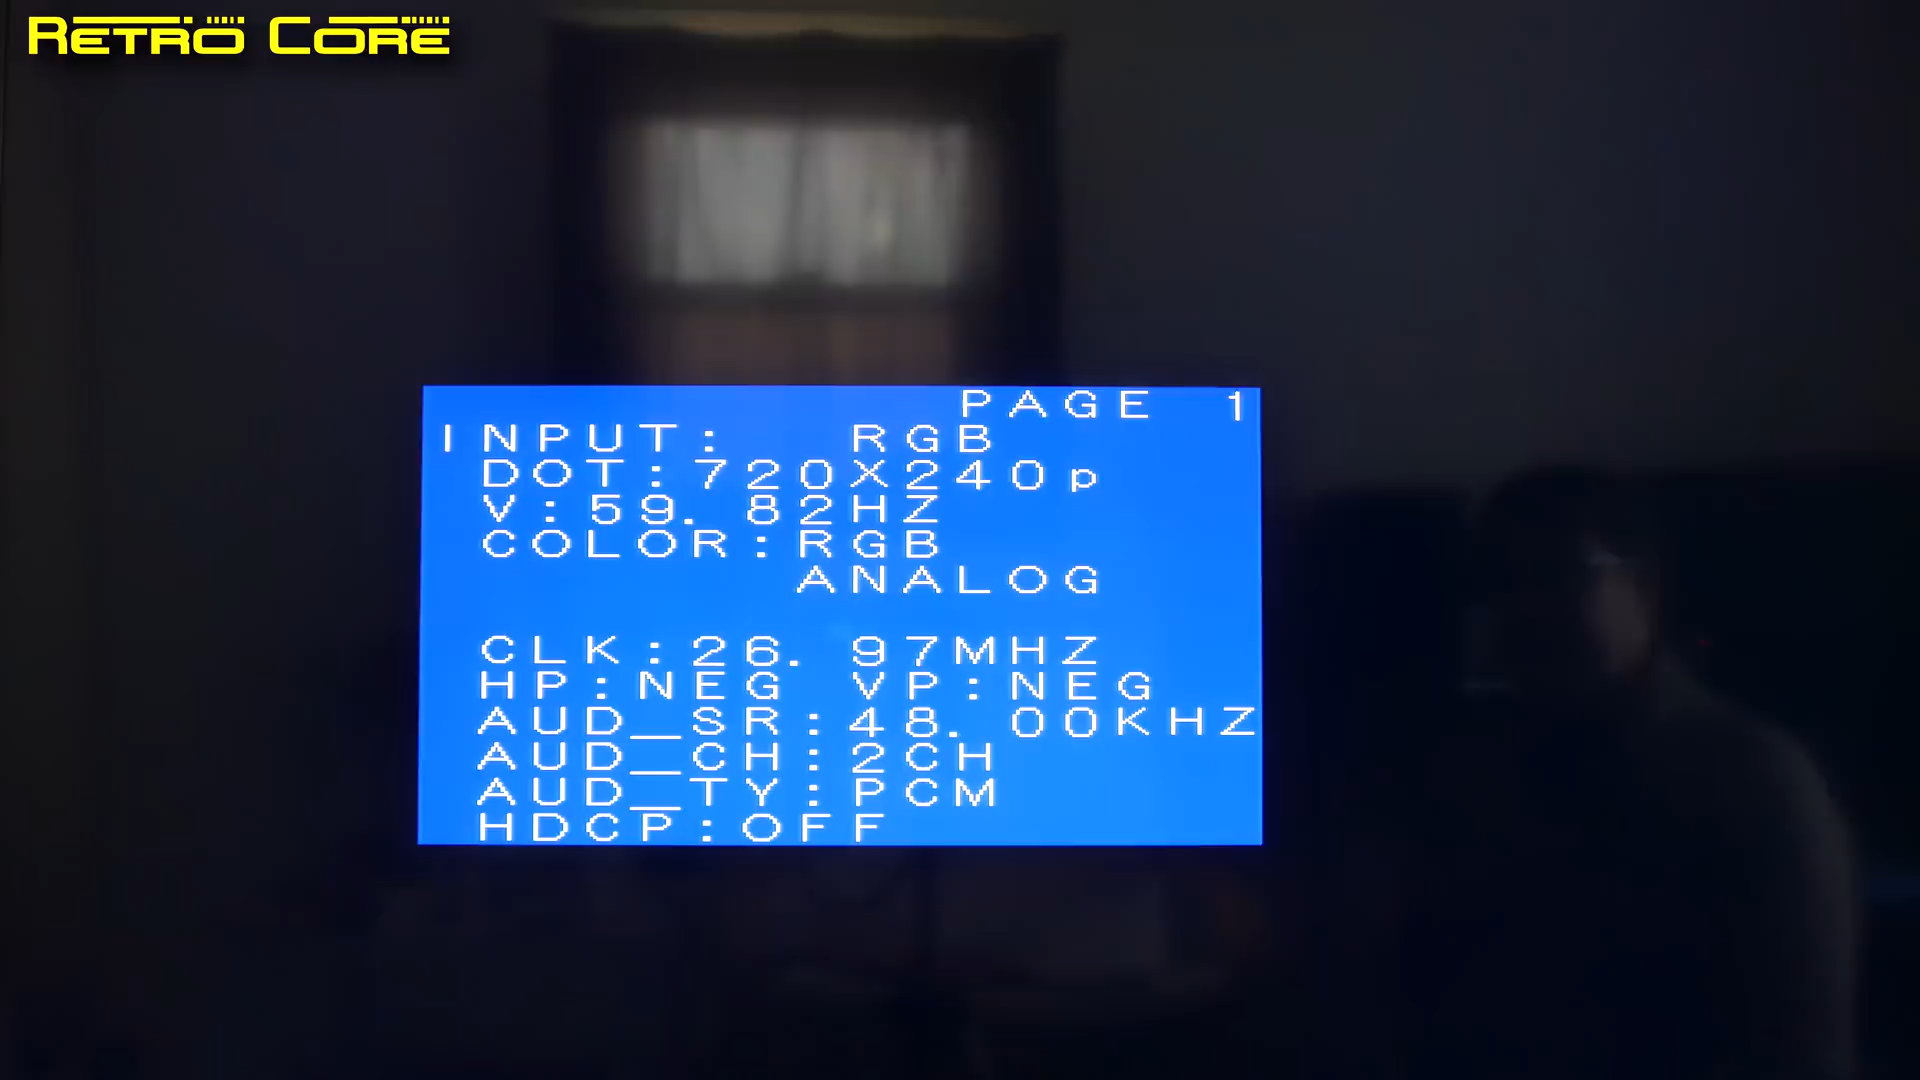 RETRO CORE
PAGE 1
INPUT: RGB
DOT:720X240p
V:59.82HZ
COLOR:RGB
ANALOG
CLK:26.97MHZ
HP:NEG VP:NEG
AUD_SR:48.00KHZ
AUD_CH:2CH
AUD_TY:PCM
HDCP:OFF